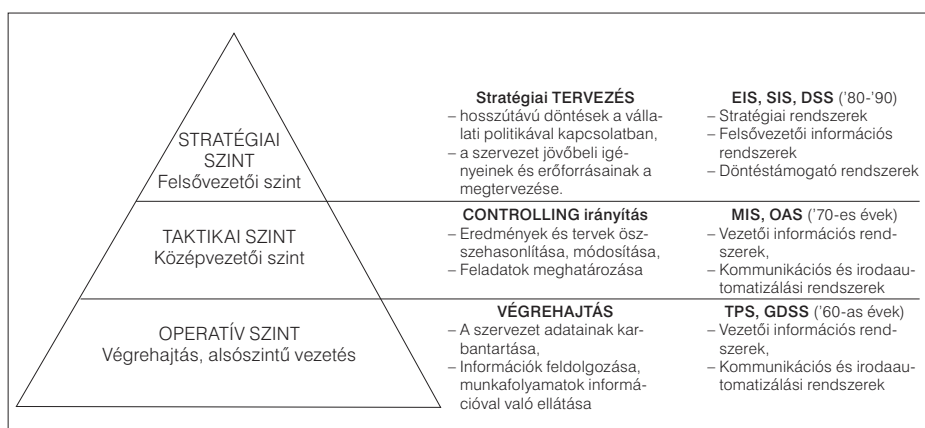 STRATÉGIAI
SZINT
Felsővezetői szint
Stratégiai TERVEZÉS
– hosszútávú döntések a válla-
lati politikával kapcsolatban,
– a szervezet jövőbeli igé-
nyeinek és erőforrásainak a
megtervezése.
EIS, SIS, DSS ('80-'90)
– Stratégiai rendszerek
– Felsővezetői információs
rendszerek
– Döntéstámogató rendszerek
TAKTIKAI SZINT
Középvezetői szint
CONTROLLING irányítás
– Eredmények és tervek ösz-
szehasonlítása, módosítása,
– Feladatok meghatározása
MIS, OAS ('70-es évek)
– Vezetői információs rend-
szerek,
– Kommunikációs és irodaau-
tomatizálási rendszerek
OPERATÍV SZINT
Végrehajtás, alsószintű vezetés
VÉGREHAJTÁS
– A szervezet adatainak kar-
bantartása,
– Információk feldolgozása,
munkafolyamatok informá-
cióval való ellátása
TPS, GDSS ('60-as évek)
– Vezetői információs rend-
szerek,
– Kommunikációs és irodaau-
tomatizálási rendszerek